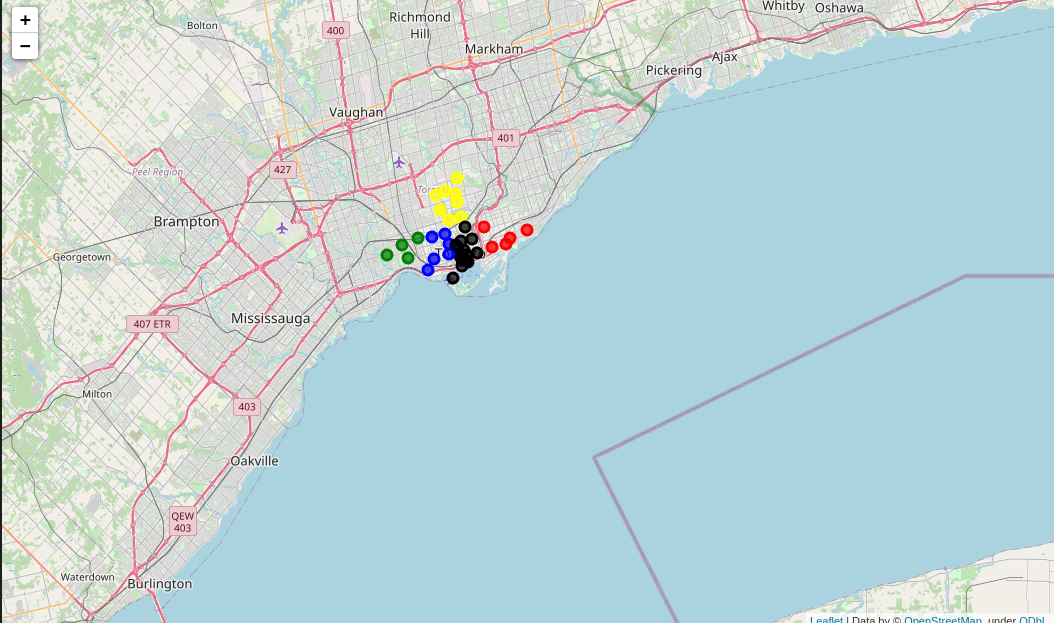 +
−
Bolton
400
Richmond
Hill
Markham
Whitby
Oshawa
Ajax
Pickering
Vaughan
401
427
Peel Region
Brampton
Georgetown
Mississauga
407 ETR
Milton
403
Oakville
QEW
403
Waterdown
Burlington
Leaflet | Data by © OpenStreetMap, under ODbl